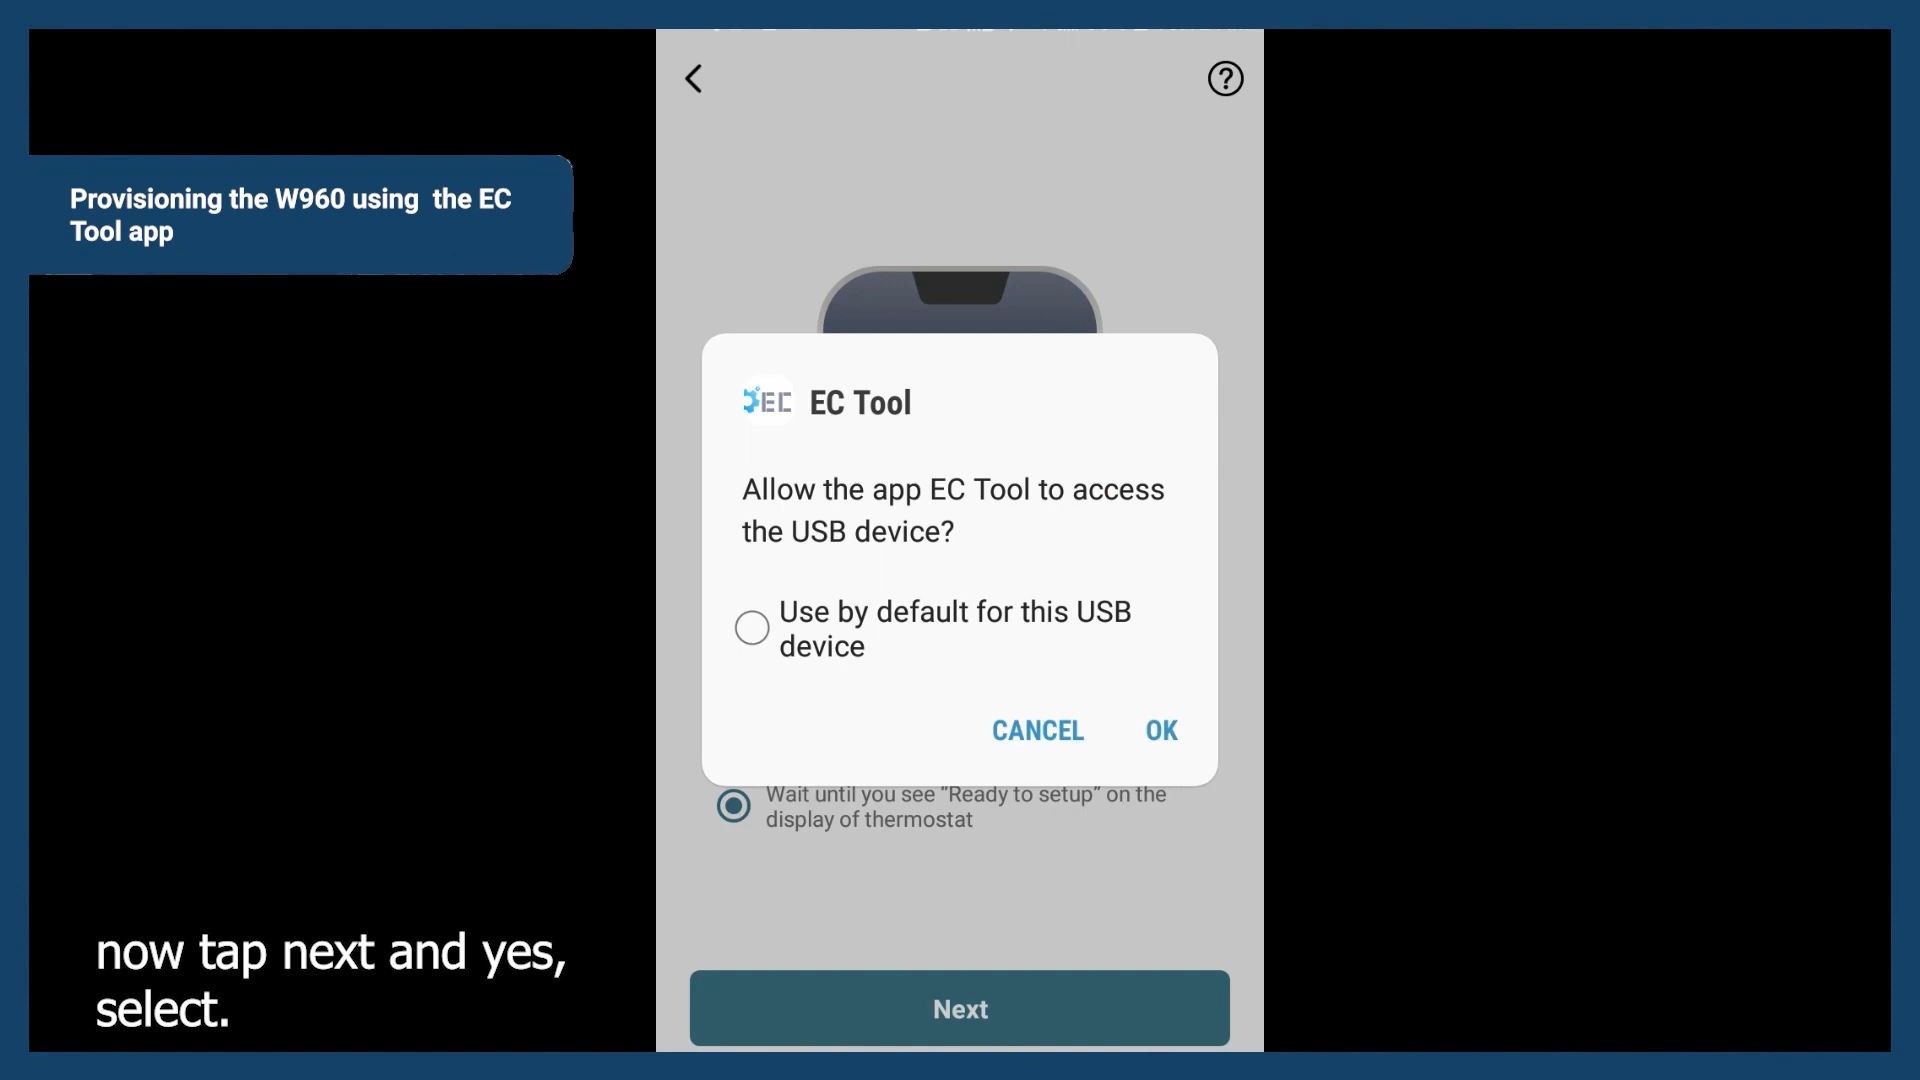 Provisioning the W960 using  the EC
Tool app
EC
EC Tool
Allow the app EC Tool to access
the USB device?
Use by default for this USB
device
CANCEL
OK
Wait until you see “Ready to setup” on the
display of thermostat
Next
now tap next and yes,
select.